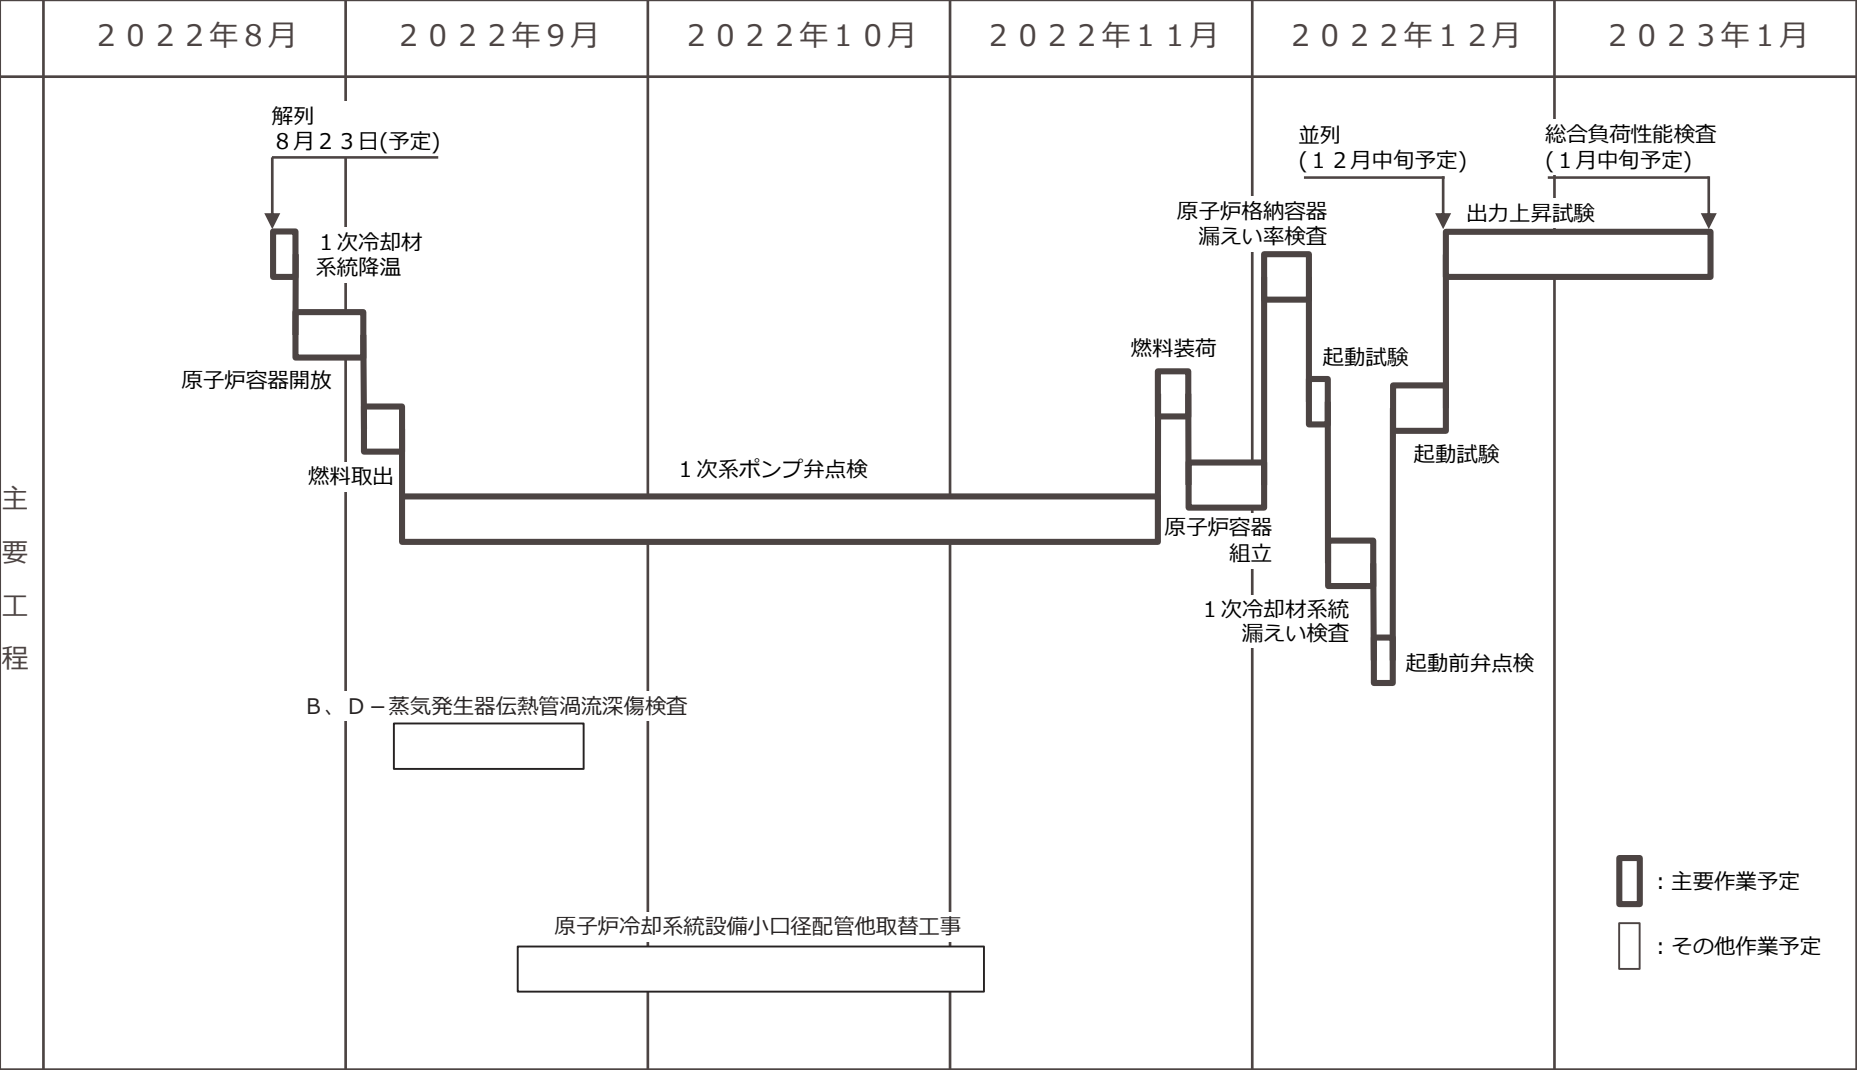 ２０２２年８月
２０２２年９月
２０２２年１０月
２０２２年１１月
２０２２年１２月
２０２３年１月
主
要
工
程
解列
８月２３日(予定)
並列
(１２月中旬予定)
総合負荷性能検査
(１月中旬予定)
１次冷却材
系統降温
原子炉格納容器
漏えい率検査
出力上昇試験
原子炉容器開放
燃料装荷
起動試験
燃料取出
１次系ポンプ弁点検
起動試験
原子炉容器
組立
１次冷却材系統
漏えい検査
起動前弁点検
Ｂ、Ｄ－蒸気発生器伝熱管渦流深傷検査
原子炉冷却系統設備小口径配管他取替工事
：主要作業予定
：その他作業予定